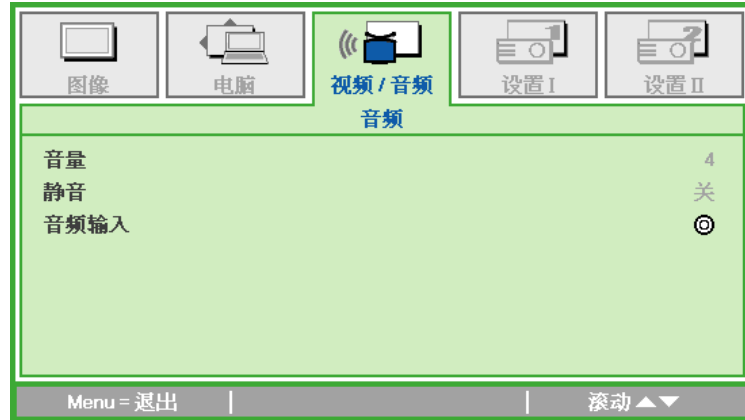 图像 电脑 视频 / 音频 设置 I 设置 II
音频
音量 4
静音 关
音频输入
Menu = 退出 滚动▲▼